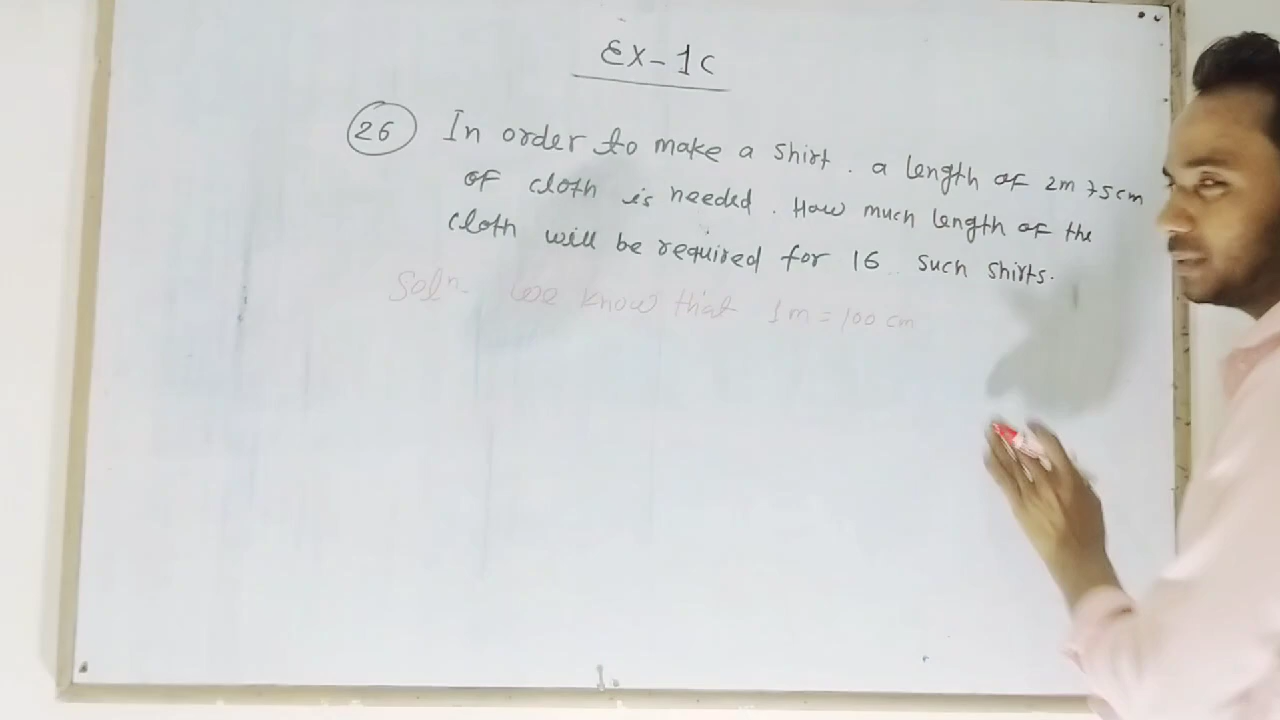 Ex-1c
26 In order to make a shirt. a length of 2m 75cm
of cloth is needed. How much length of the
cloth will be required for 16 such shirts.
Soln. We know that 1m = 100 cm